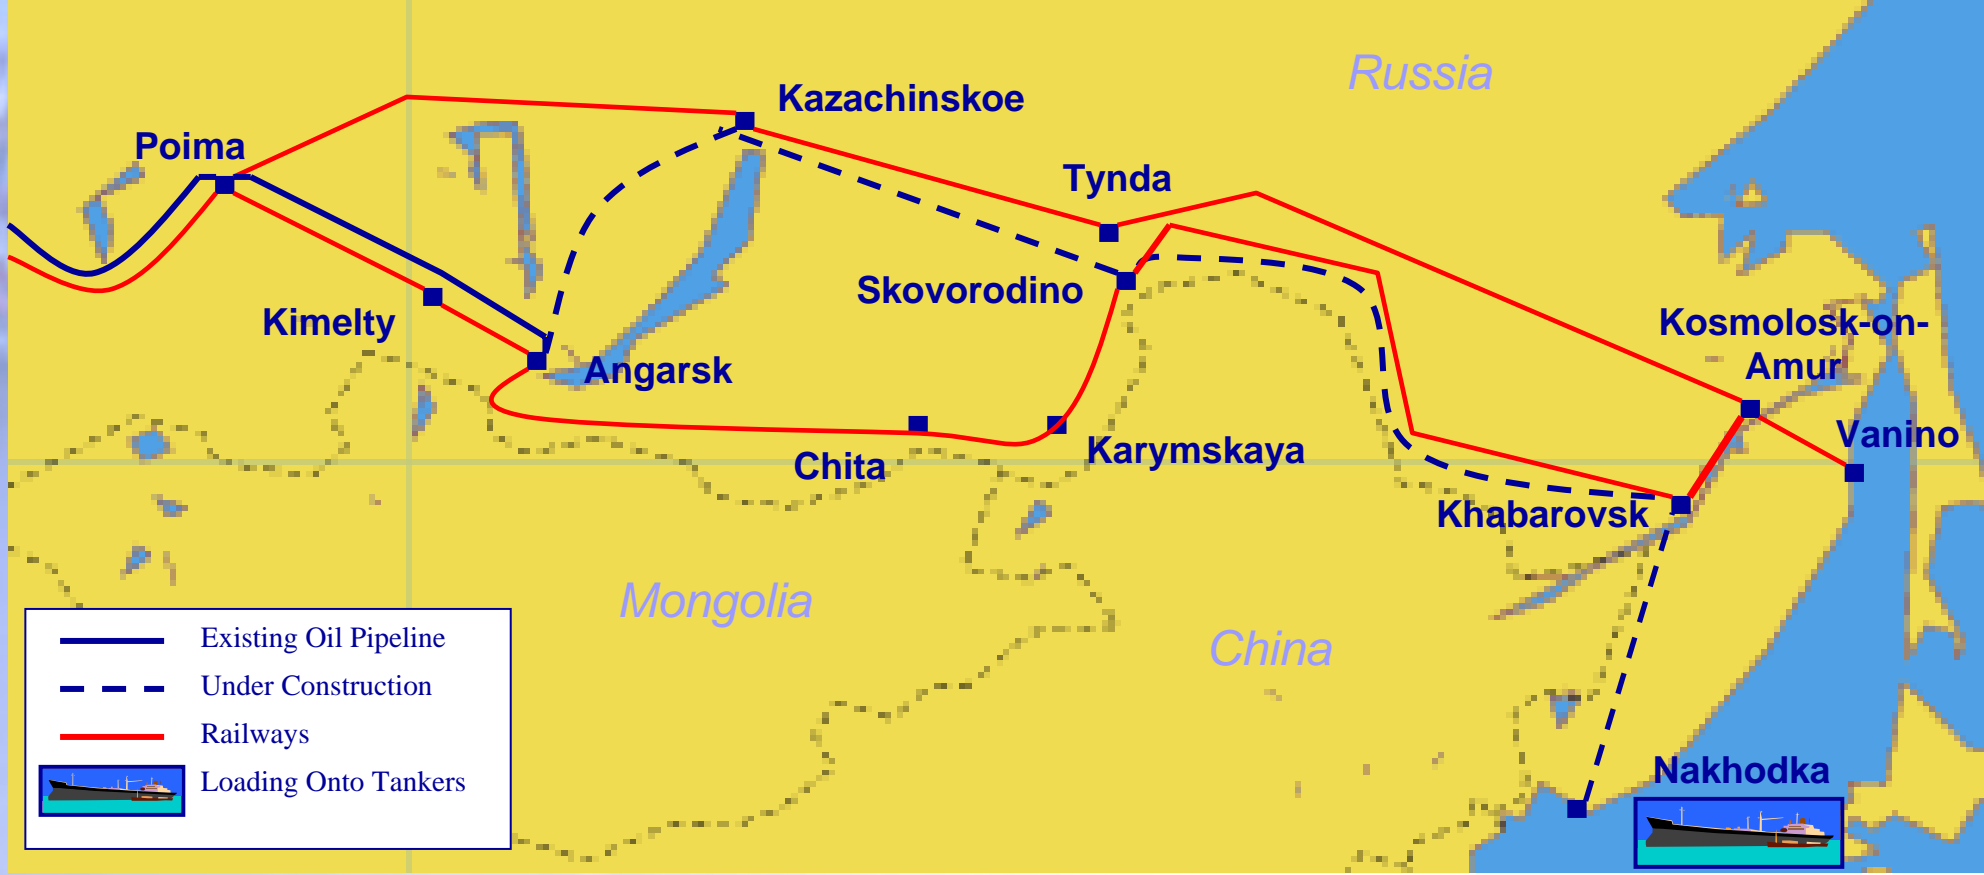 Russia
Kazachinskoe
Poima
Tynda
Skovorodino
Kimelty
Kosmolosk-on-
Amur
Angarsk
Vanino
Karymskaya
Chita
Khabarovsk
Mongolia
China
Nakhodka
Existing Oil Pipeline
Under Construction
Railways
Loading Onto Tankers